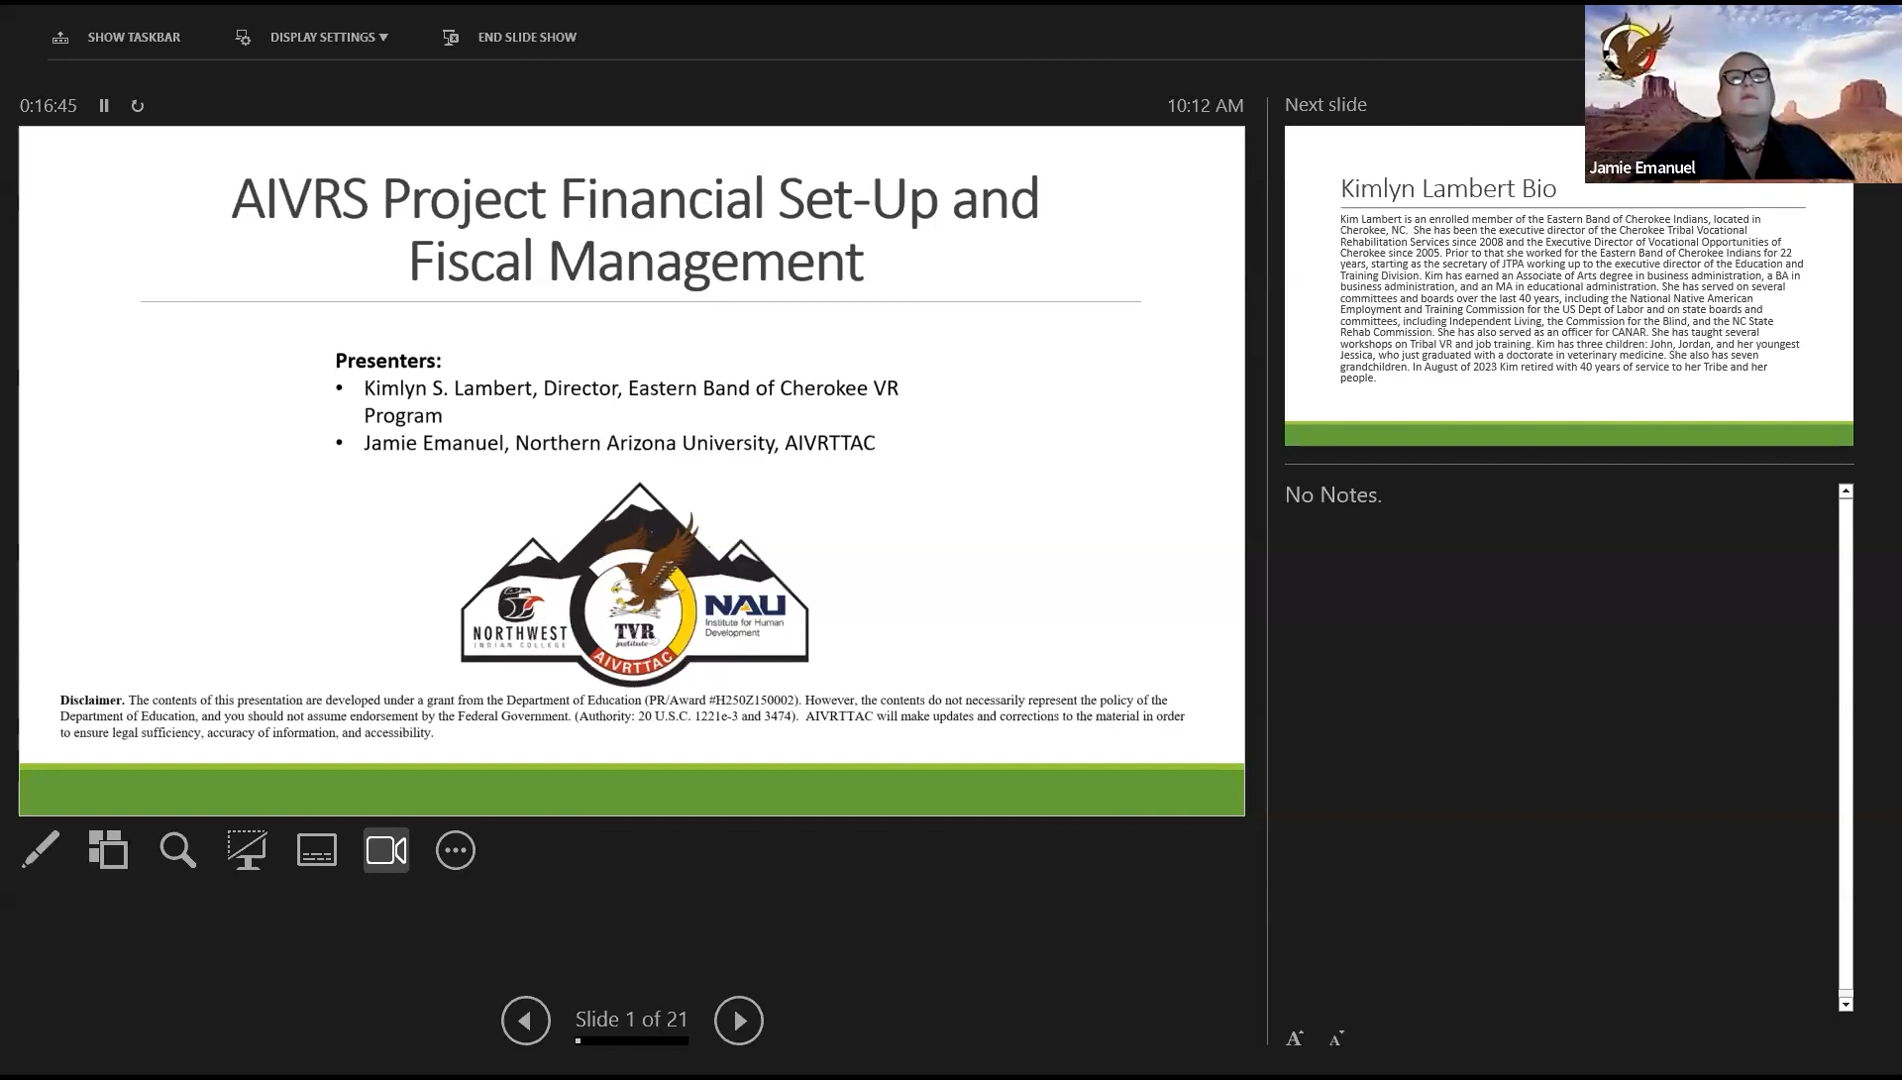 SHOW TASKBAR
DISPLAY SETTINGS
END SLIDE SHOW
0:16:45
10:12 AM
AIVRS Project Financial Set-Up and
Fiscal Management
Presenters:
• Kimlyn S. Lambert, Director, Eastern Band of Cherokee VR
Program
• Jamie Emanuel, Northern Arizona University, AIVRTTAC
NORTHWEST
INDIAN COLLEGE
TVR
institute
AIVRTTAC
NAU
Institute for Human
Development
Disclaimer. The contents of this presentation are developed under a grant from the Department of Education (PR/Award #H250Z150002). However, the contents do not necessarily represent the policy of the
Department of Education, and you should not assume endorsement by the Federal Government. (Authority: 20 U.S.C. 1221e-3 and 3474). AIVRTTAC will make updates and corrections to the material in order
to ensure legal sufficiency, accuracy of information, and accessibility.
Slide 1 of 21
Next slide
Jamie Emanuel
Kimlyn Lambert Bio
Kim Lambert is an enrolled member of the Eastern Band of Cherokee Indians, located in
Cherokee, NC. She has been the executive director of the Cherokee Tribal Vocational
Rehabilitation Services since 2008 and the Executive Director of Vocational Opportunities of
Cherokee since 2005. Prior to that she worked for the Eastern Band of Cherokee Indians for 22
years, starting as the secretary of JTPA working up to the executive director of the Education and
Training Division. Kim has earned an Associate of Arts degree in business administration, a BA in
business administration, and an MA in educational administration. She has served on several
committees and boards over the last 40 years, including the National Native American
Employment and Training Commission for the US Dept of Labor and on state boards and
committees, including Independent Living, the Commission for the Blind, and the NC State
Rehab Commission. She has also served as an officer for CANAR. She has taught several
workshops on Tribal VR and job training. Kim has three children: John, Jordan, and her youngest
Jessica, who just graduated with a doctorate in veterinary medicine. She also has seven
grandchildren. In August of 2023 Kim retired with 40 years of service to her Tribe and her
people.
No Notes.
A A